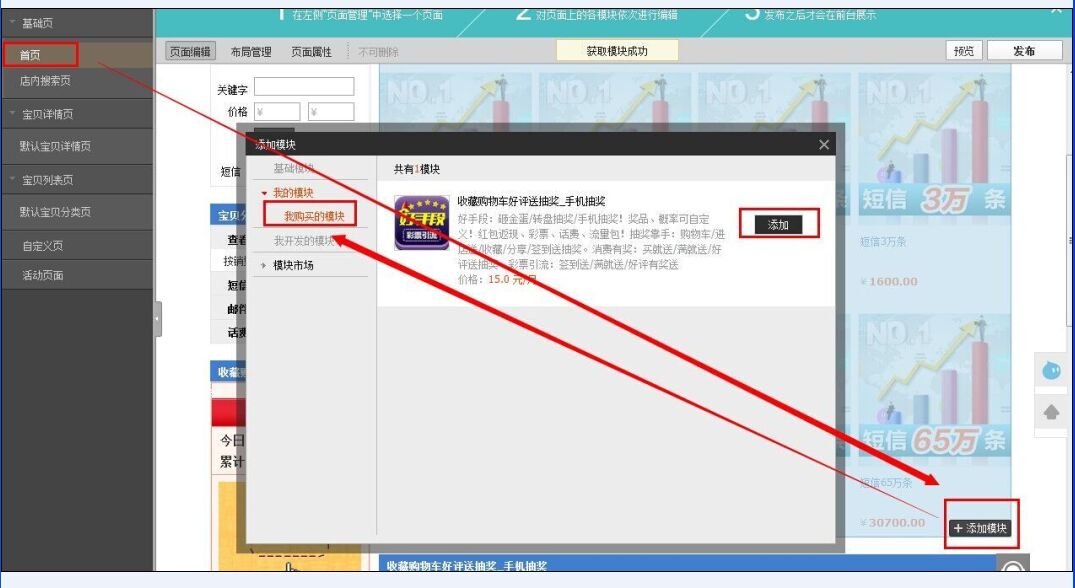 基础页
首页
店内搜索页
宝贝详情页
默认宝贝详情页
宝贝列表页
默认宝贝分类页
自定义页
活动页面
1 在左侧"页面管理"中选择一个页面
2 对页面上的各模块依次进行编辑
3 发布之后才会在前台展示
页面编辑 布局管理 页面属性 不可删除
获取模块成功
预览 发布
关键字
价格 ¥ ¥
短信
宝贝分
查看
按销
短信
邮件
话费
收藏购
今日
累计
添加模块
基础模块
我的模块
我购买的模块
我开发的模块
模块市场
共有1模块
收藏购物车好评送抽奖_手机抽奖
好手段
彩票引流
好手段：砸金蛋/转盘抽奖/手机抽奖！奖品、概率可自定
义！红包返现、彩票、话费、流量包！抽奖靠手：购物车/进
店送/收藏/分享/签到送抽奖。消费有奖：买就送/满就送/好
评送抽奖 彩票引流：签到送/满就送/好评有奖送
价格：15.0 元/月
添加
NO.1 NO.1 NO.1 NO.1
短信 3万 条
短信3万条
¥1600.00
NO.1
短信 65万 条
短信65万条
¥30700.00
+ 添加模块
收藏购物车好评送抽奖_手机抽奖